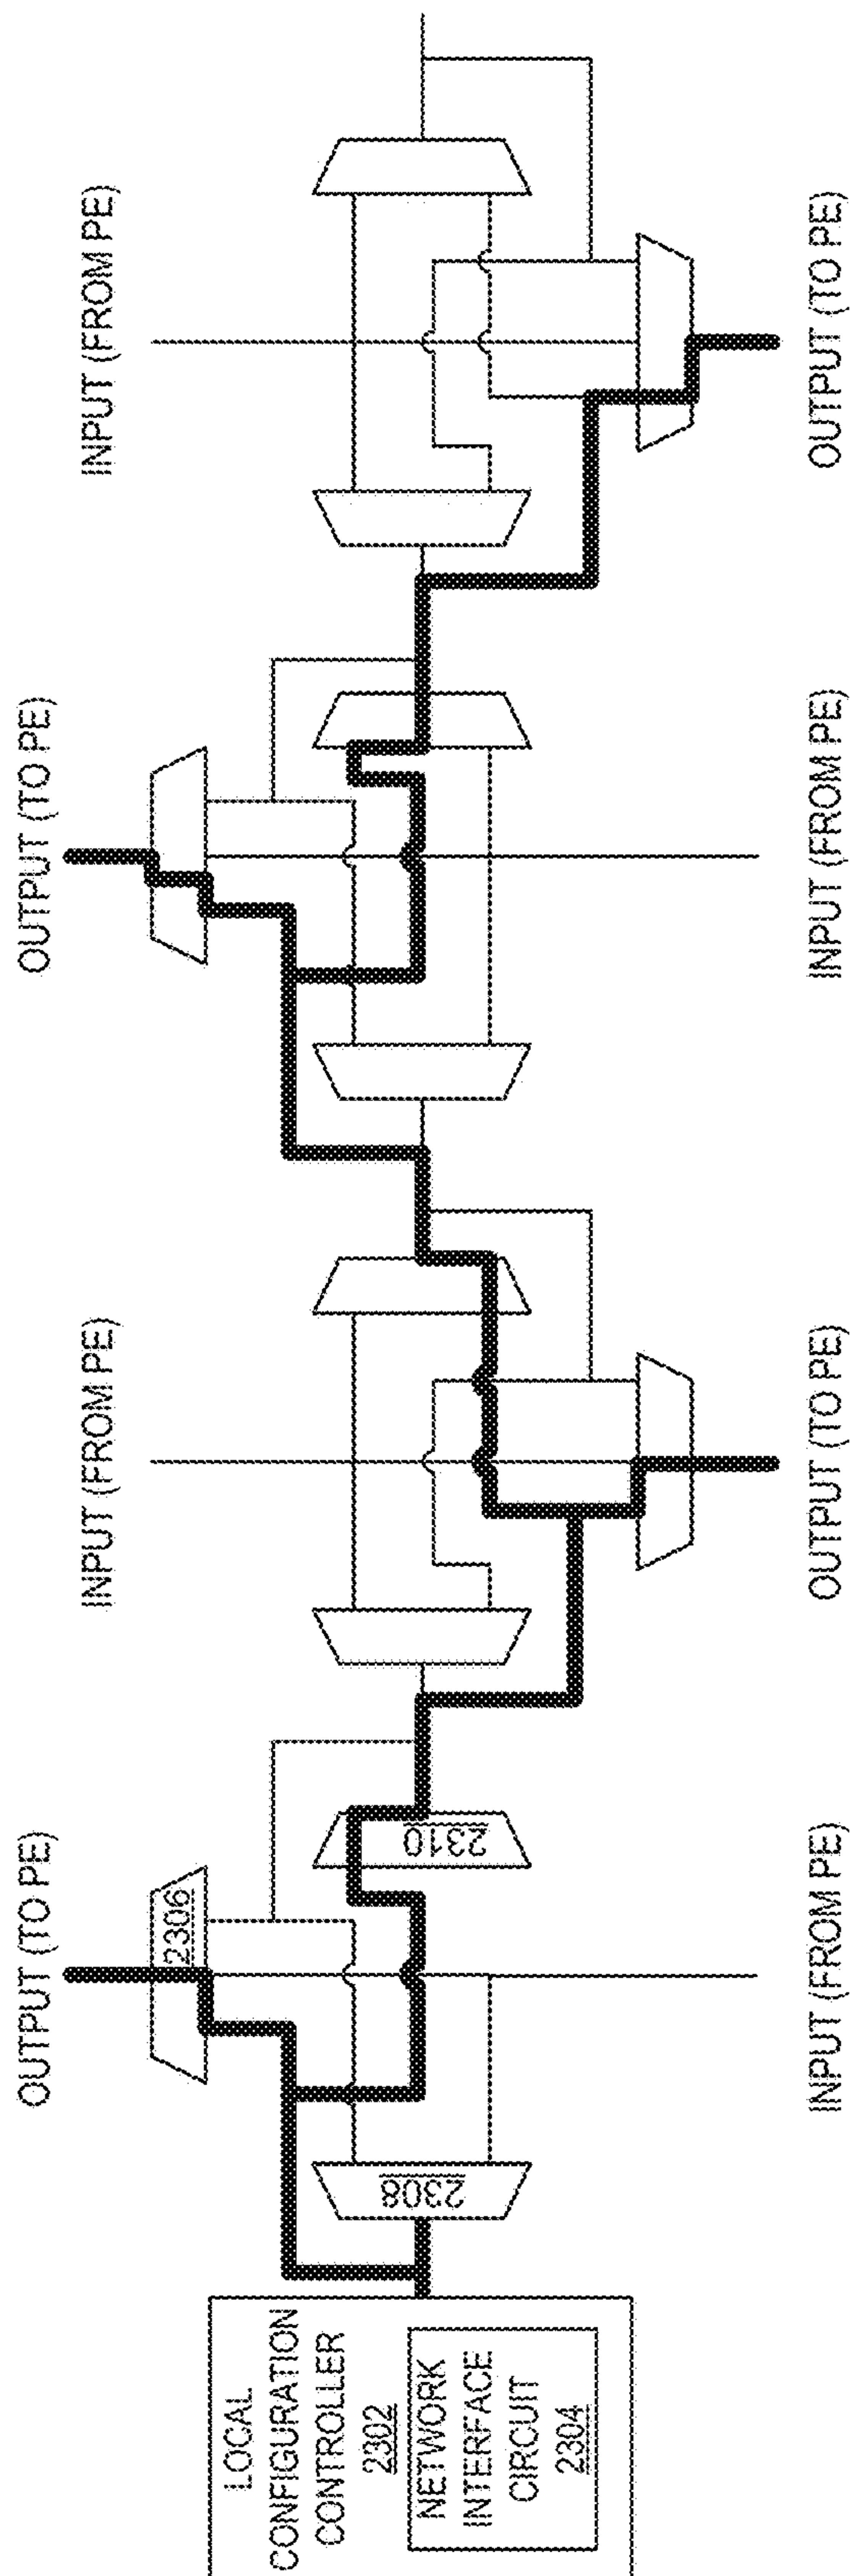 OUTPUT (TO PE)
INPUT (FROM PE)
OUTPUT (TO PE)
INPUT (FROM PE)
2306
2310
2308
LOCAL
CONFIGURATION
CONTROLLER
2302
NETWORK
INTERFACE
CIRCUIT
2304
INPUT (FROM PE)
OUTPUT (TO PE)
INPUT (FROM PE)
OUTPUT (TO PE)